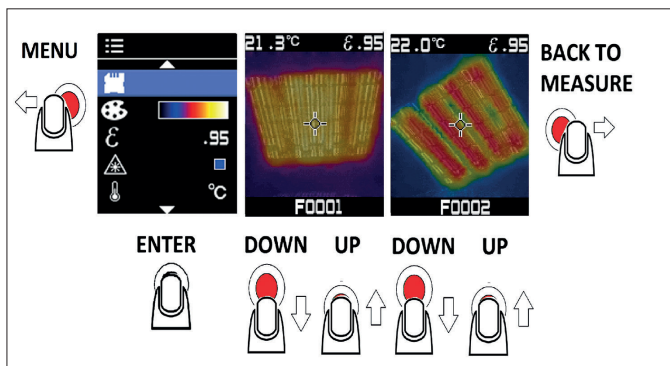 MENU
21.3°C ε.95
22.0°C ε.95
BACK TO
MEASURE
ε .95
°C
F0001
F0002
ENTER DOWN UP DOWN UP